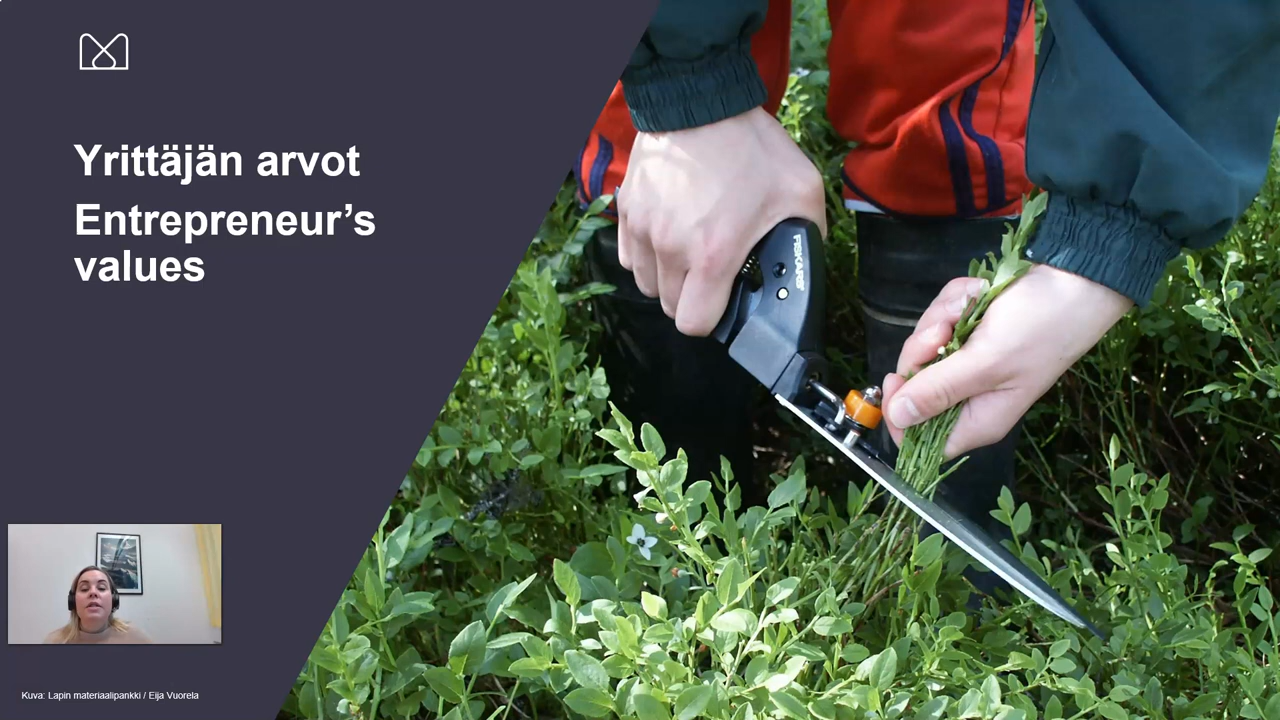 Yrittäjän arvot
Entrepreneur’s
values
FISKARS
Kuva: Lapin materiaalipankki / Eija Vuorela